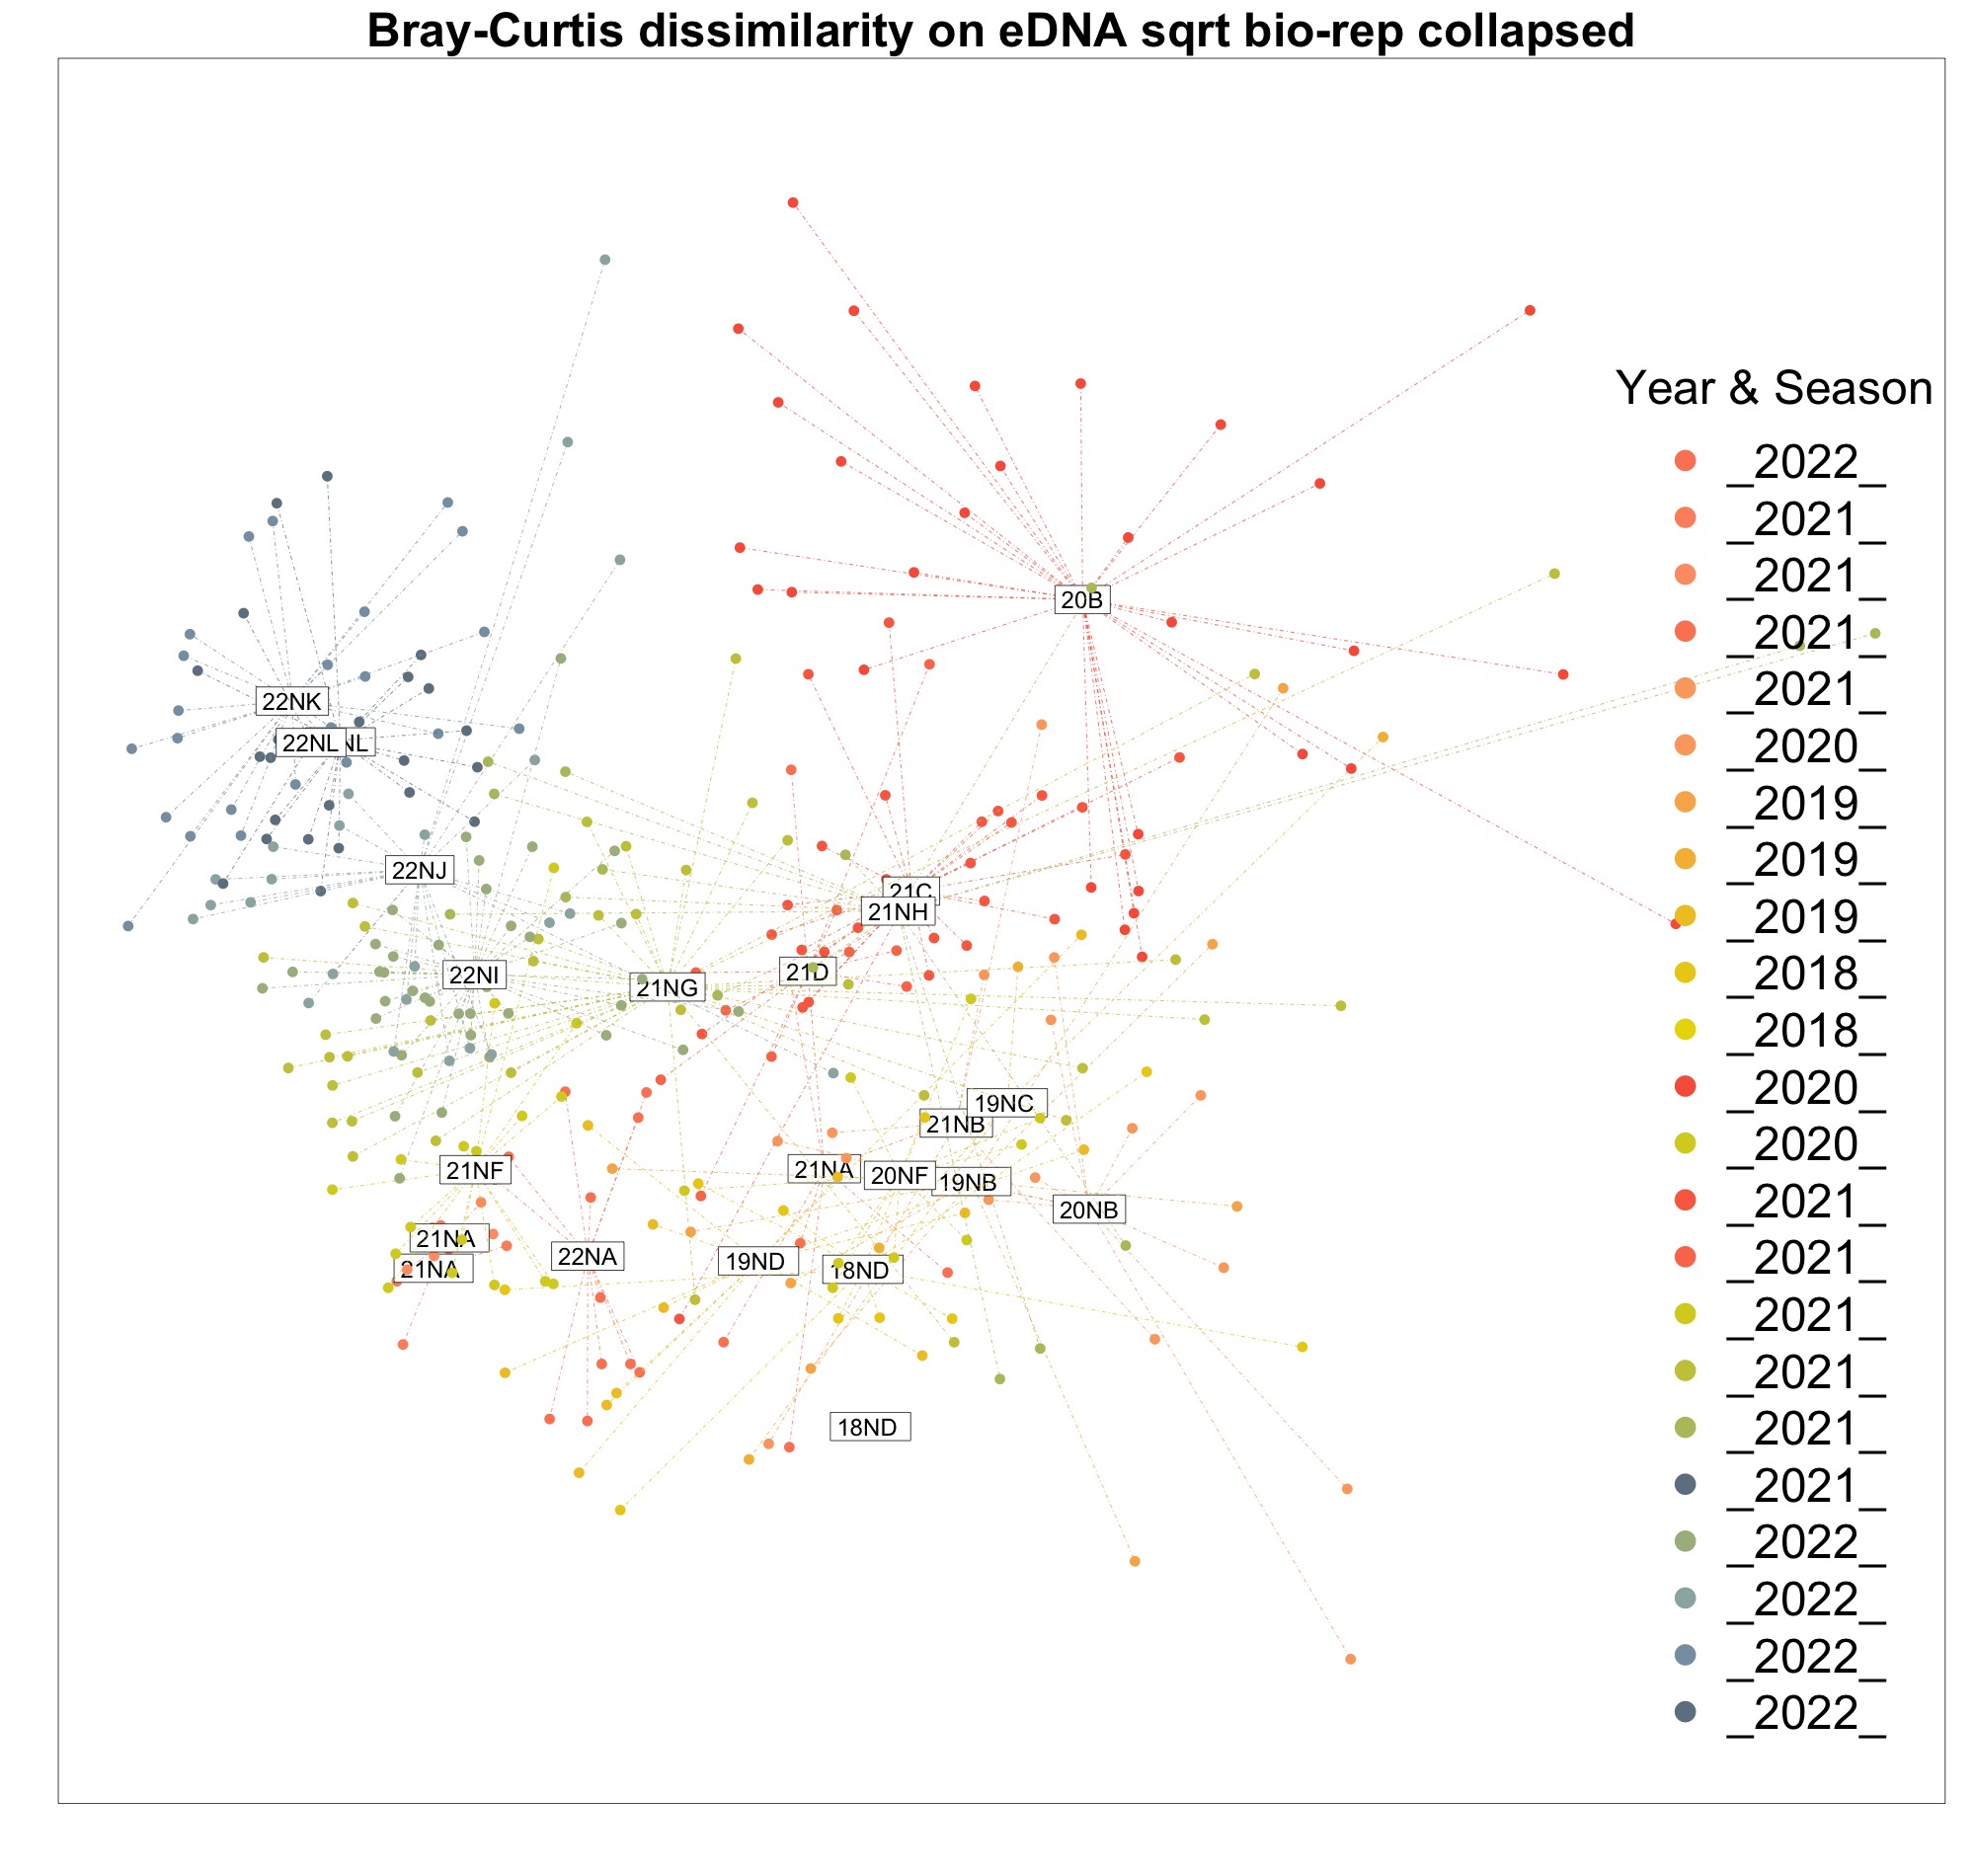 Bray-Curtis dissimilarity on eDNA sqrt bio-rep collapsed
20B
22NK
22NL
NL
22NJ
21C
21NH
22NI
21NG
21D
19NC
21NB
21NF
21NA
20NF
19NB
20NB
21NA
22NA
19ND
18ND
21NA
18ND
Year & Season
_2022_
_2021_
_2021_
_2021_
_2021_
_2020_
_2019_
_2019_
_2019_
_2018_
_2018_
_2020_
_2020_
_2021_
_2021_
_2021_
_2021_
_2021_
_2021_
_2022_
_2022_
_2022_
_2022_